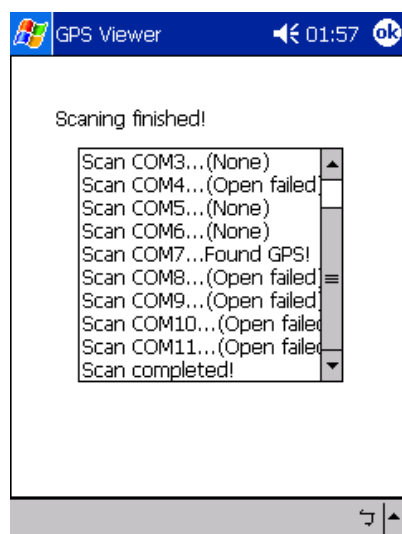 GPS Viewer 01:57 ok
Scaning finished!
Scan COM3...(None)
Scan COM4...(Open failed)
Scan COM5...(None)
Scan COM6...(None)
Scan COM7...Found GPS!
Scan COM8...(Open failed)
Scan COM9...(Open failed)
Scan COM10...(Open failed
Scan COM11...(Open failed
Scan completed!